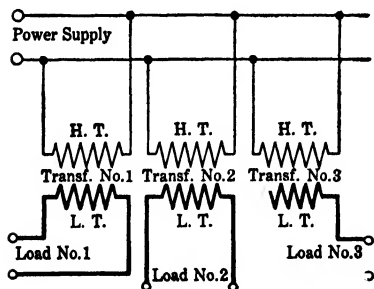 Power Supply
H. T. H. T. H. T.
Transf. No.1 Transf. No.2 Transf. No.3
L. T. L. T. L. T.
Load No.1 Load No.2 Load No.3